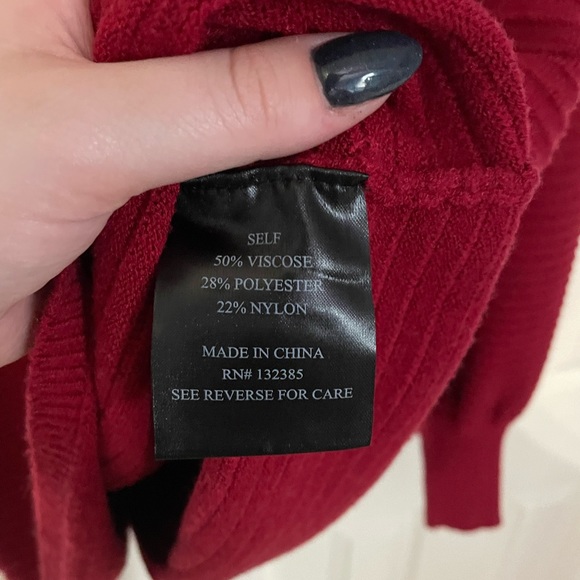 SELF
50% VISCOSE
28% POLYESTER
22% NYLON
MADE IN CHINA
RN# 132385
SEE REVERSE FOR CARE